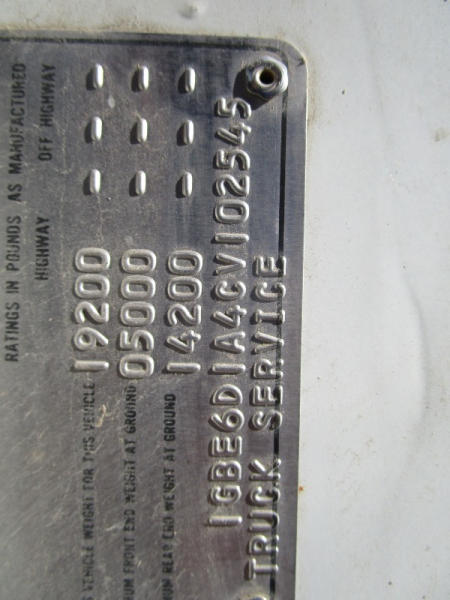 RATINGS IN POUNDS AS MANUFACTURED
HIGHWAY OFF HIGHWAY
VEHICLE WEIGHT FOR THIS VEHICLE 19200
FRONT END WEIGHT AT GROUND 05000
REAR END WEIGHT AT GROUND 14200
1GBE6D1A4CV102545
TRUCK SERVICE